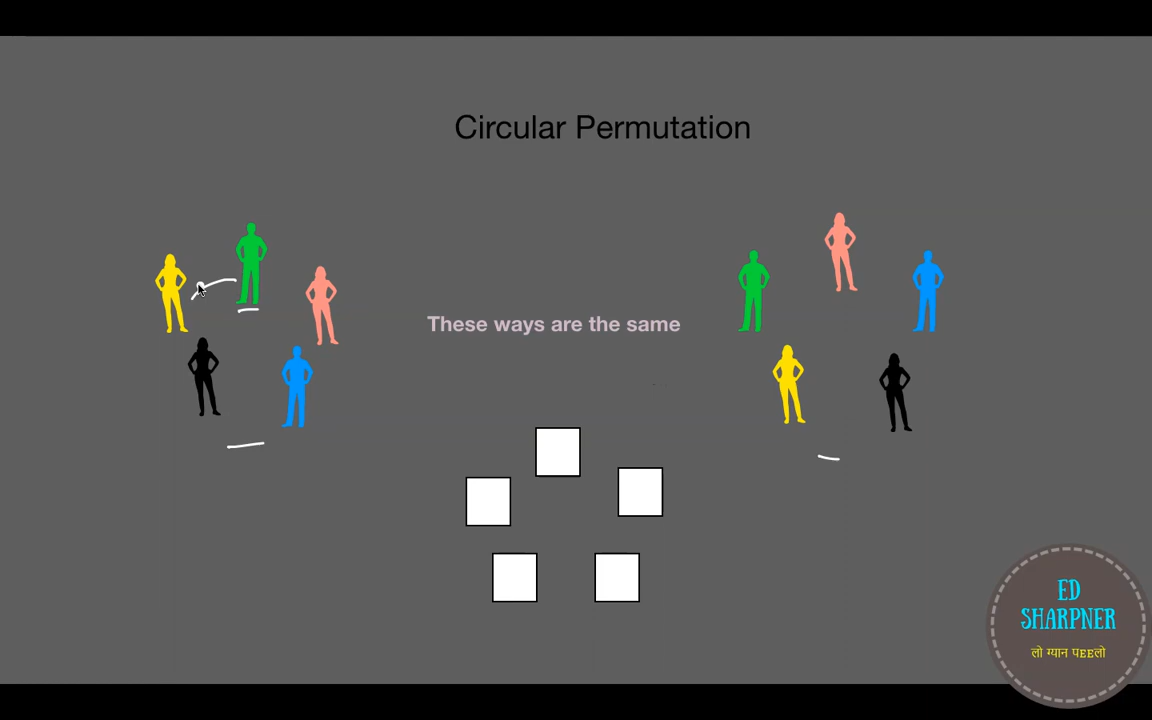 Circular Permutation
These ways are the same
ED
SHARPNER
लो ग्यान पEEलो